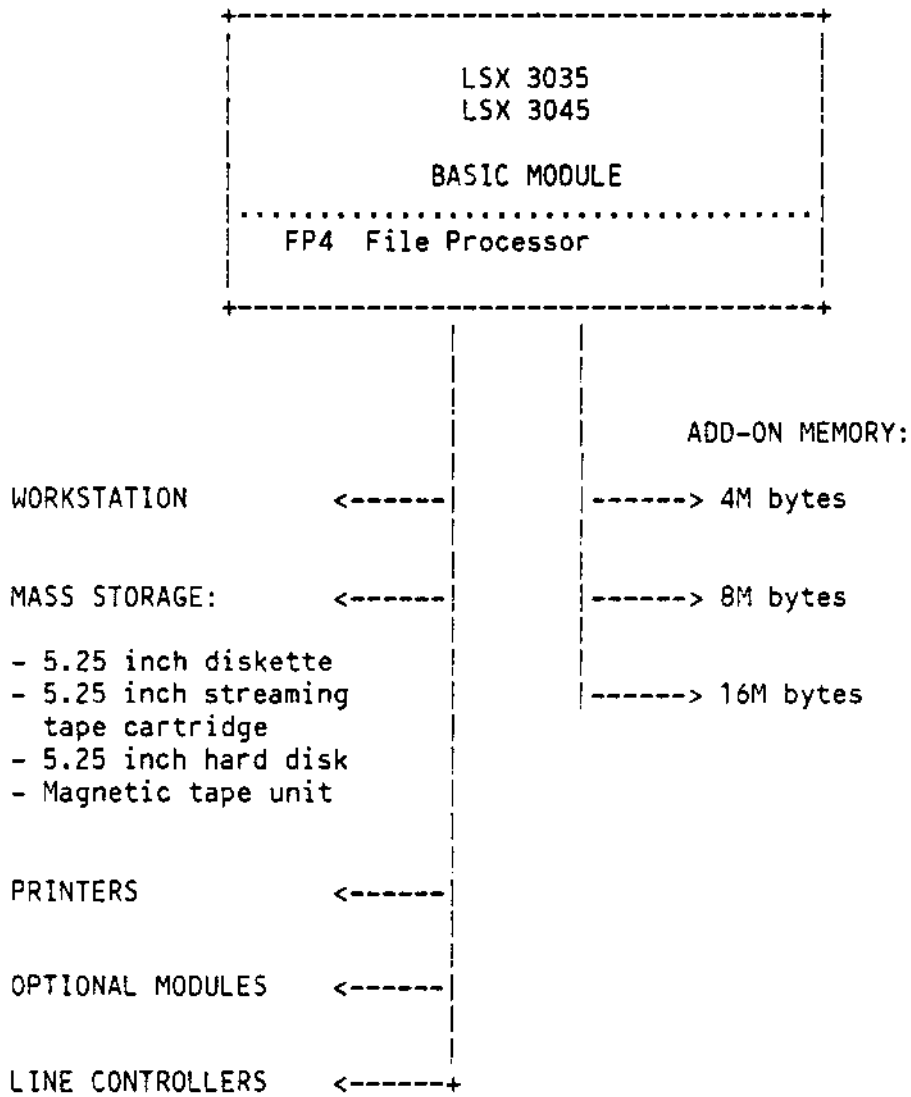 LSX 3035
LSX 3045
BASIC MODULE
FP4 File Processor
ADD-ON MEMORY:
WORKSTATION <------ ------> 4M bytes
MASS STORAGE: <------ ------> 8M bytes
- 5.25 inch diskette
- 5.25 inch streaming ------> 16M bytes
tape cartridge
- 5.25 inch hard disk
- Magnetic tape unit
PRINTERS <------
OPTIONAL MODULES <------
LINE CONTROLLERS <------+